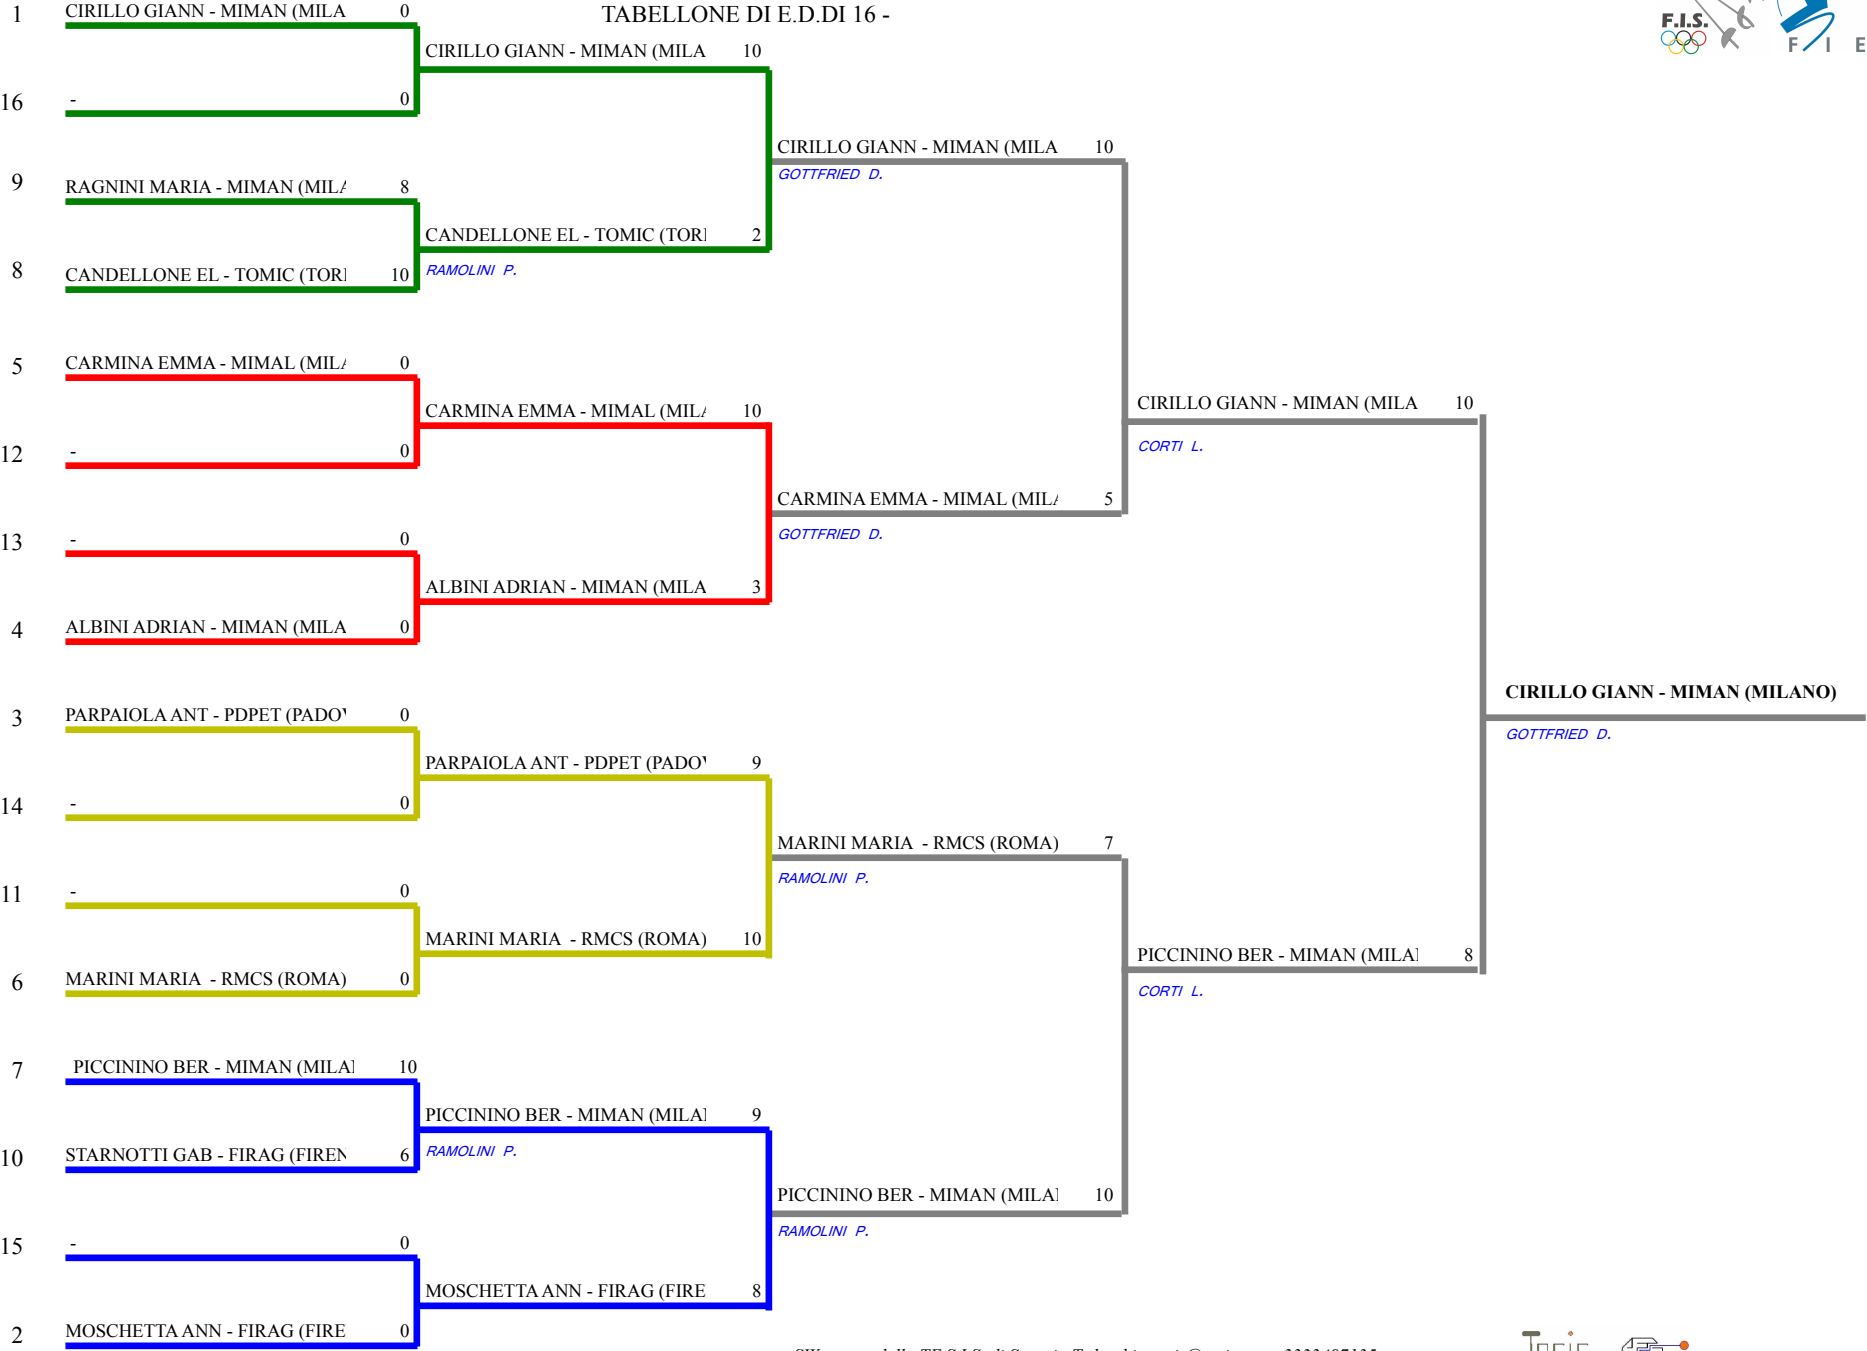 TABELLONE DI E.D.DI 16 -
F.I.S.
F I E
1 CIRILLO GIANN - MIMAN (MILA 0
CIRILLO GIANN - MIMAN (MILA 10
16 - 0
CIRILLO GIANN - MIMAN (MILA 10
GOTTFRIED D.
9 RAGNINI MARIA - MIMAN (MILA 8
CANDELLONE EL - TOMIC (TORI 2
RAMOLINI P.
8 CANDELLONE EL - TOMIC (TORI 10
5 CARMINA EMMA - MIMAL (MILA 0
CARMINA EMMA - MIMAL (MILA 10
CIRILLO GIANN - MIMAN (MILA 10
CORTI L.
12 - 0
CARMINA EMMA - MIMAL (MILA 5
GOTTFRIED D.
13 - 0
ALBINI ADRIAN - MIMAN (MILA 3
4 ALBINI ADRIAN - MIMAN (MILA 0
CIRILLO GIANN - MIMAN (MILANO)
GOTTFRIED D.
3 PARPAIOLA ANT - PDPET (PADOV 0
PARPAIOLA ANT - PDPET (PADOV 9
14 - 0
MARINI MARIA - RMCS (ROMA) 7
RAMOLINI P.
11 - 0
MARINI MARIA - RMCS (ROMA) 10
PICCININO BER - MIMAN (MILAI 8
CORTI L.
6 MARINI MARIA - RMCS (ROMA) 0
7 PICCININO BER - MIMAN (MILAI 10
PICCININO BER - MIMAN (MILAI 9
RAMOLINI P.
10 STARNOTTI GAB - FIRAG (FIREN 6
PICCININO BER - MIMAN (MILAI 10
RAMOLINI P.
15 - 0
MOSCHETTA ANN - FIRAG (FIRE 8
2 MOSCHETTA ANN - FIRAG (FIRE 0